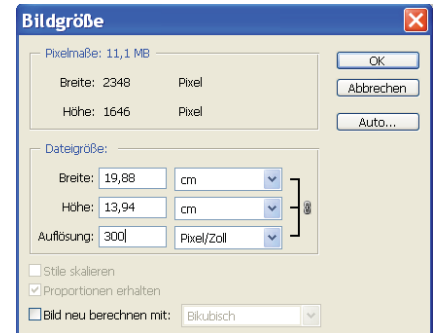 Bildgröße
Pixelmaße: 11,1 MB
Breite: 2348 Pixel
Höhe: 1646 Pixel
OK
Abbrechen
Auto...
Dateigröße:
Breite: 19,88 cm
Höhe: 13,94 cm
Auflösung: 300 Pixel/Zoll
Stile skalieren
Proportionen erhalten
Bild neu berechnen mit: Bikubisch